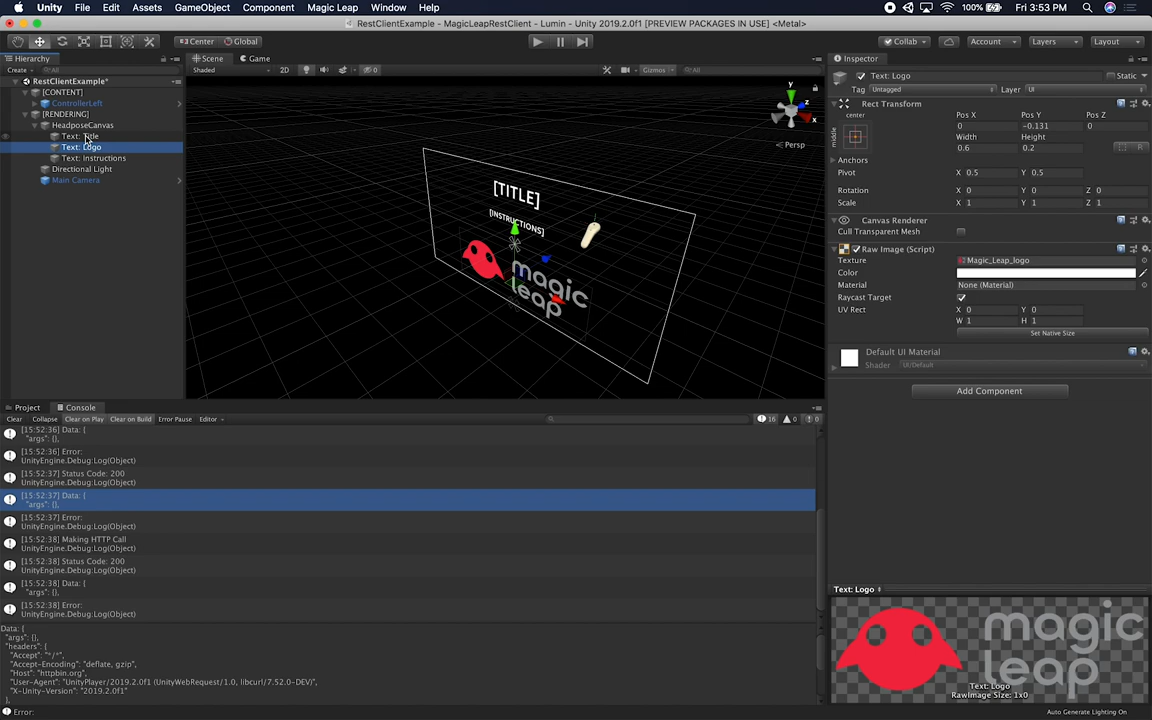 Unity File Edit Assets GameObject Component Magic Leap Window Help 100% Fri 3:53 PM
RestClientExample - MagicLeapRestClient - Lumin - Unity 2019.2.0f1 [PREVIEW PACKAGES IN USE] <Metal>
Center Global Collab Account Layers Layout
Hierarchy Scene Game Inspector
Create All Shaded 2D 0 Gizmos All
RestClientExample*
[CONTENT]
ControllerLeft
[RENDERING]
HeadposeCanvas
Text: Title
Text: Logo
Text: Instructions
Directional Light
Main Camera
y
z
x
Persp
[TITLE]
[INSTRUCTIONS]
magic
leap
Text: Logo Static
Tag Untagged Layer UI
Rect Transform
center
middle
Pos X Pos Y Pos Z
0 -0.131 0
Width Height
0.6 0.2
R
Anchors
Pivot X 0.5 Y 0.5
Rotation X 0 Y 0 Z 0
Scale X 1 Y 1 Z 1
Canvas Renderer
Cull Transparent Mesh
Raw Image (Script)
Texture Magic_Leap_logo
Color
Material None (Material)
Raycast Target
UV Rect X 0 Y 0
W 1 H 1
Set Native Size
Default UI Material
Shader UI/Default
Add Component
Project Console
Clear Collapse Clear on Play Clear on Build Error Pause Editor 16 0 0
[15:52:36] Data: {
"args": {},
[15:52:36] Error:
UnityEngine.Debug:Log(Object)
[15:52:37] Status Code: 200
UnityEngine.Debug:Log(Object)
[15:52:37] Data: {
"args": {},
[15:52:37] Error:
UnityEngine.Debug:Log(Object)
[15:52:38] Making HTTP Call
UnityEngine.Debug:Log(Object)
[15:52:38] Status Code: 200
UnityEngine.Debug:Log(Object)
[15:52:38] Data: {
"args": {},
[15:52:38] Error:
UnityEngine.Debug:Log(Object)
Data: {
"args": {},
"headers": {
"Accept": "*/*",
"Accept-Encoding": "deflate, gzip",
"Host": "httpbin.org",
"User-Agent": "UnityPlayer/2019.2.0f1 (UnityWebRequest/1.0, libcurl/7.52.0-DEV)",
"X-Unity-Version": "2019.2.0f1"
},
Error:
Text: Logo
magic
leap
Text: Logo
RawImage Size: 1x0
Auto Generate Lighting On